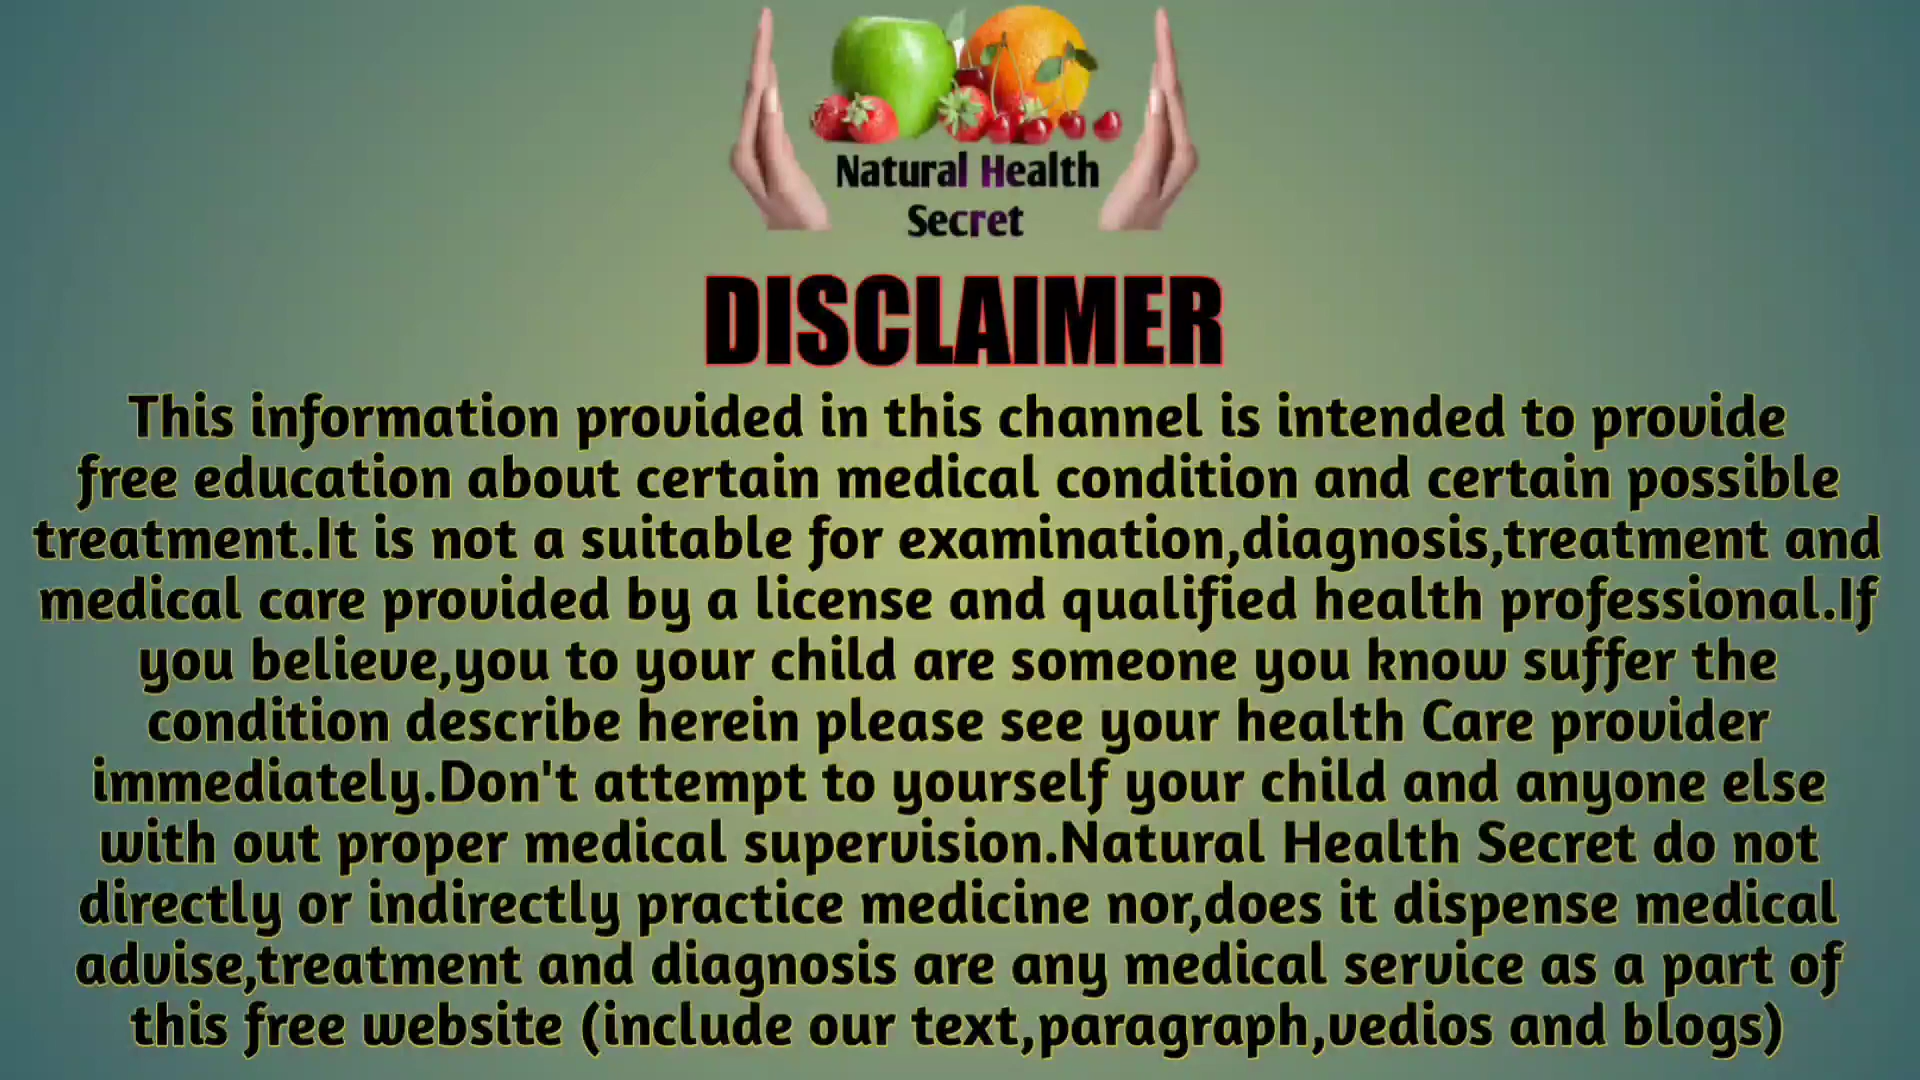 Natural Health
Secret
DISCLAIMER
This information provided in this channel is intended to provide
free education about certain medical condition and certain possible
treatment.It is not a suitable for examination,diagnosis,treatment and
medical care provided by a license and qualified health professional.If
you believe,you to your child are someone you know suffer the
condition describe herein please see your health Care provider
immediately.Don't attempt to yourself your child and anyone else
with out proper medical supervision.Natural Health Secret do not
directly or indirectly practice medicine nor,does it dispense medical
advise,treatment and diagnosis are any medical service as a part of
this free website (include our text,paragraph,vedios and blogs)